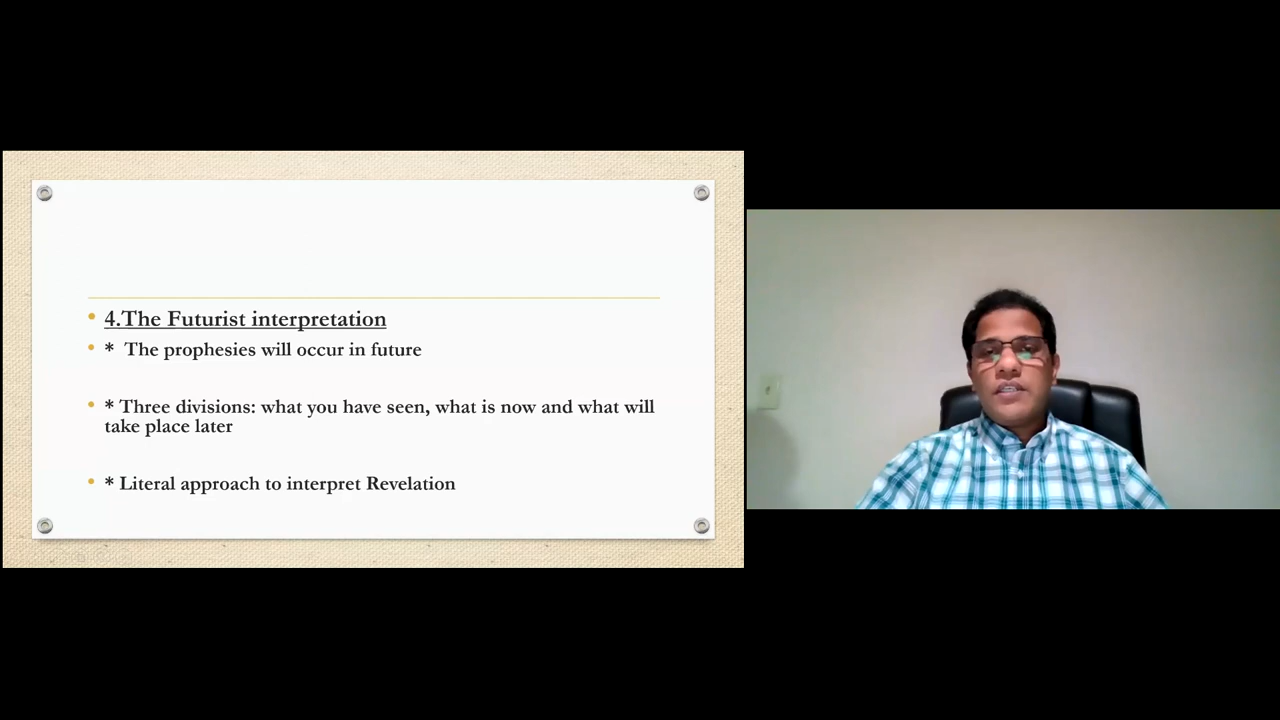 4.The Futurist interpretation
* The prophesies will occur in future
* Three divisions: what you have seen, what is now and what will
take place later
* Literal approach to interpret Revelation